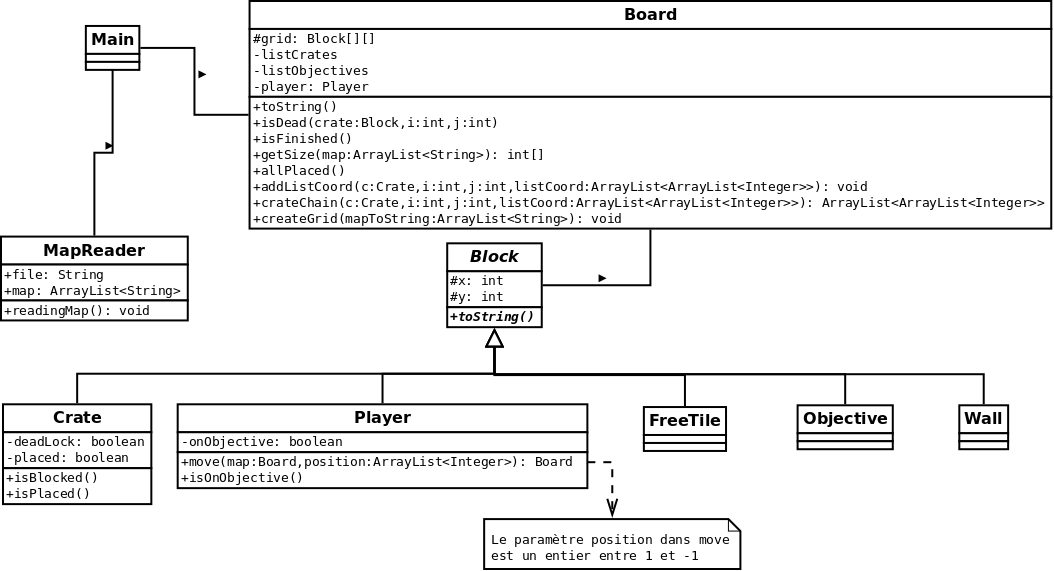 Board
#grid: Block[][]
-listCrates
-listObjectives
-player: Player
+toString()
+isDead(crate:Block,i:int,j:int)
+isFinished()
+getSize(map:ArrayList<String>): int[]
+allPlaced()
+addListCoord(c:Crate,i:int,j:int,listCoord:ArrayList<ArrayList<Integer>>): void
+crateChain(c:Crate,i:int,j:int,listCoord:ArrayList<ArrayList<Integer>>): ArrayList<ArrayList<Integer>>
+createGrid(mapToString:ArrayList<String>): void
Main
MapReader
+file: String
+map: ArrayList<String>
+readingMap(): void
Block
#x: int
#y: int
+toString()
Crate
-deadLock: boolean
-placed: boolean
+isBlocked()
+isPlaced()
Player
-onObjective: boolean
+move(map:Board,position:ArrayList<Integer>): Board
+isOnObjective()
FreeTile
Objective
Wall
Le paramètre position dans move
est un entier entre 1 et -1